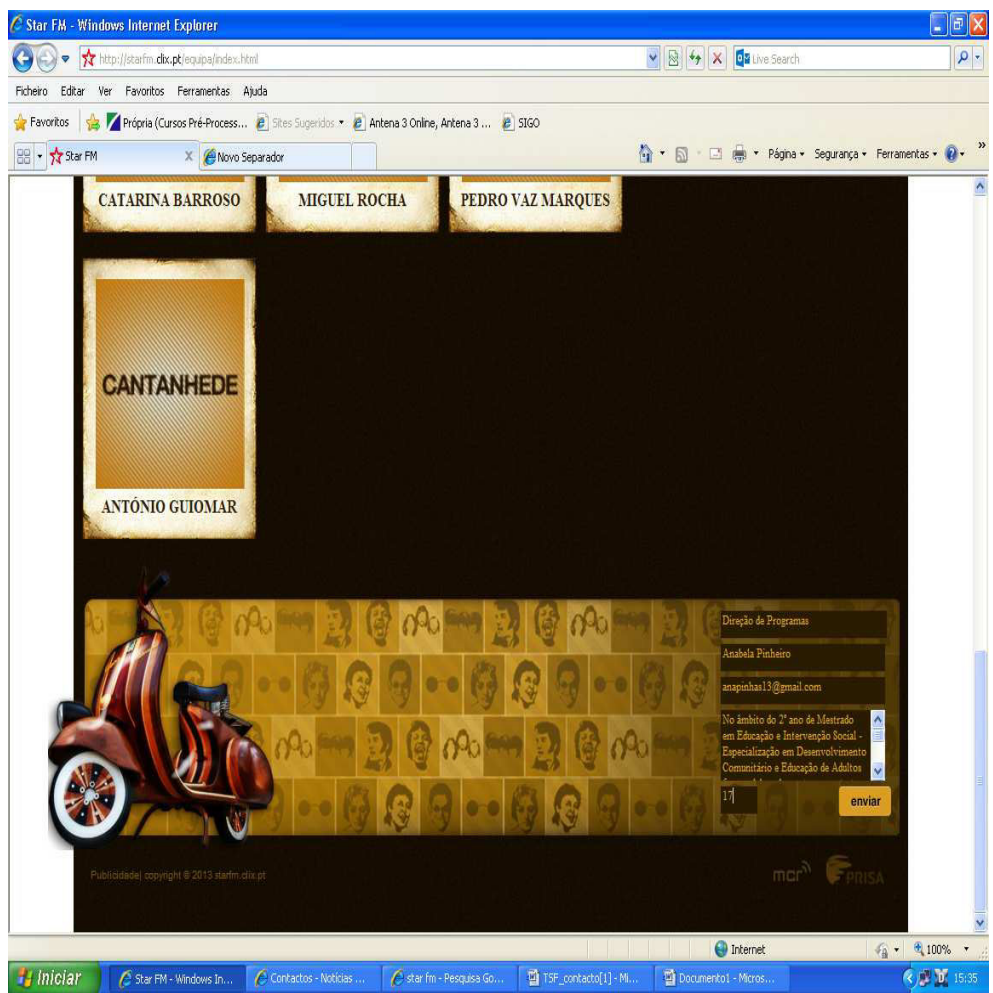 Star FM - Windows Internet Explorer
http://starfm.clix.pt/equipa/index.html
Live Search
Ficheiro Editar Ver Favoritos Ferramentas Ajuda
Favoritos Própria (Cursos Pré-Process... Sites Sugeridos Antena 3 Online, Antena 3 ... SIGO
Star FM X Novo Separador Página Segurança Ferramentas »
CATARINA BARROSO MIGUEL ROCHA PEDRO VAZ MARQUES
CANTANHEDE
ANTÓNIO GUIOMAR
Direção de Programas
Anabela Pinheiro
anapinhas13@gmail.com
No âmbito do 2º ano de Mestrado
em Educação e Intervenção Social -
Especialização em Desenvolvimento
Comunitário e Educação de Adultos
17
enviar
Publicidade| copyright © 2013 starfm.clix.pt
mcr PRISA
Internet 100%
Iniciar Star FM - Windows In... Contactos - Notícias ... star fm - Pesquisa Go... TSF_contacto[1] - Mi... Documento1 - Micros... 15:35